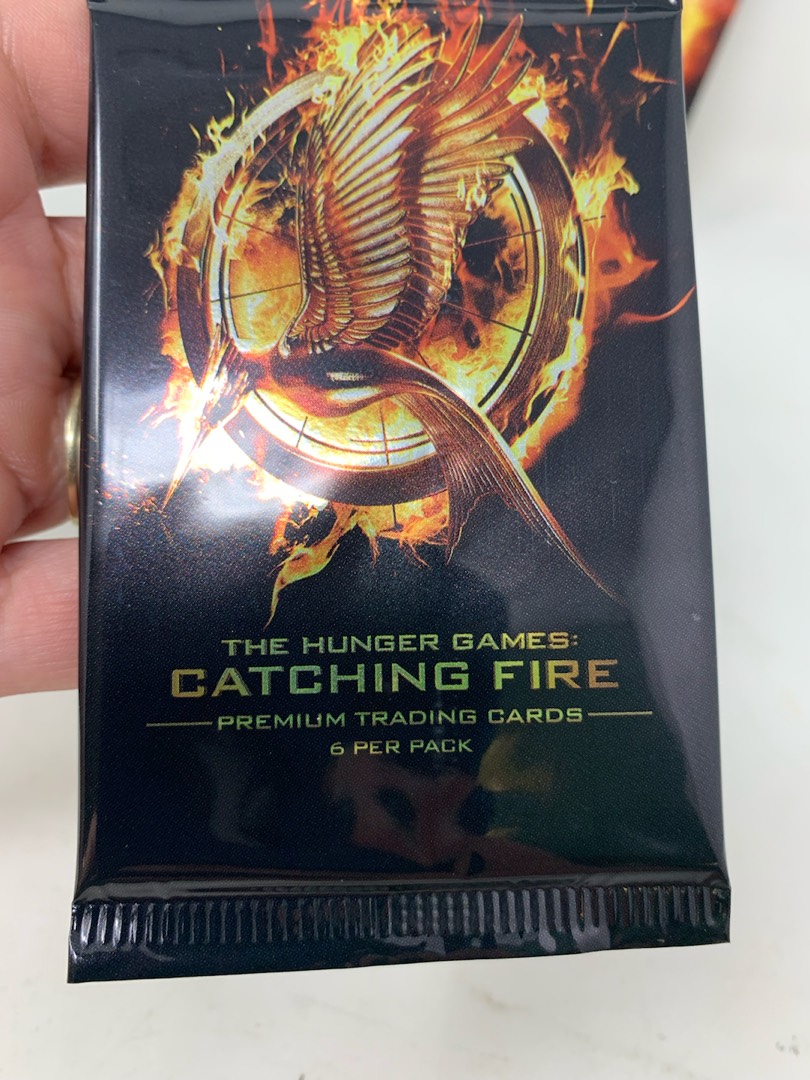 THE HUNGER GAMES:
CATCHING FIRE
PREMIUM TRADING CARDS
6 PER PACK